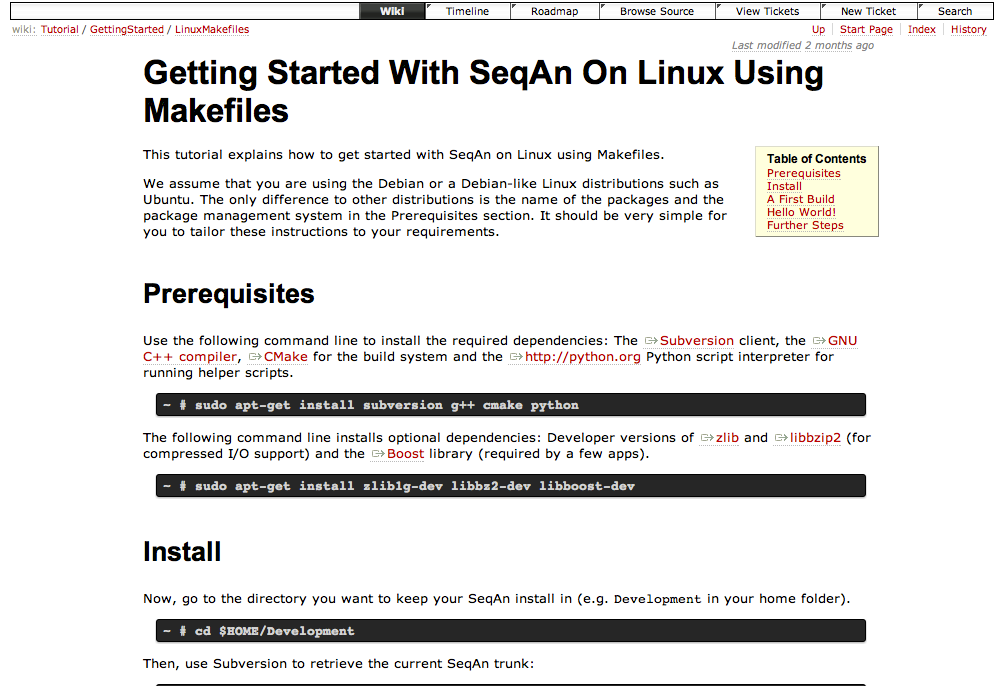 Wiki Timeline Roadmap Browse Source View Tickets New Ticket Search
wiki: Tutorial / GettingStarted / LinuxMakefiles
Up Start Page Index History
Last modified 2 months ago
Getting Started With SeqAn On Linux Using
Makefiles
This tutorial explains how to get started with SeqAn on Linux using Makefiles.
We assume that you are using the Debian or a Debian-like Linux distributions such as
Ubuntu. The only difference to other distributions is the name of the packages and the
package management system in the Prerequisites section. It should be very simple for
you to tailor these instructions to your requirements.
Table of Contents
Prerequisites
Install
A First Build
Hello World!
Further Steps
Prerequisites
Use the following command line to install the required dependencies: The Subversion client, the GNU
C++ compiler, CMake for the build system and the http://python.org Python script interpreter for
running helper scripts.
~ # sudo apt-get install subversion g++ cmake python
The following command line installs optional dependencies: Developer versions of zlib and libbzip2 (for
compressed I/O support) and the Boost library (required by a few apps).
~ # sudo apt-get install zlib1g-dev libbz2-dev libboost-dev
Install
Now, go to the directory you want to keep your SeqAn install in (e.g. Development in your home folder).
~ # cd $HOME/Development
Then, use Subversion to retrieve the current SeqAn trunk: